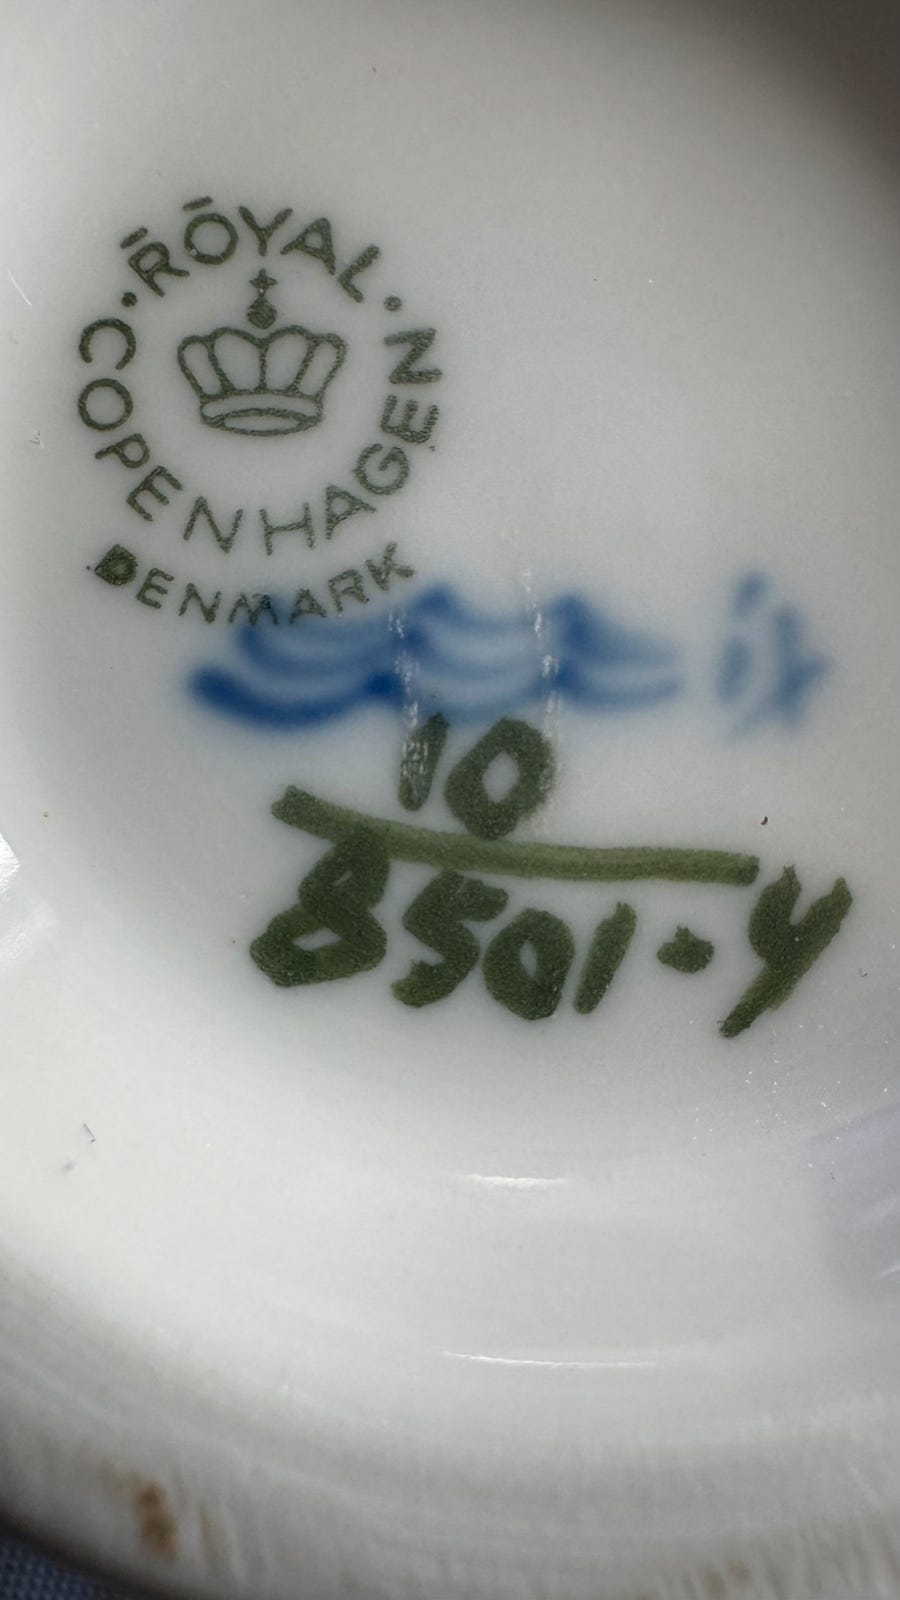 ROYAL
COPENHAGEN
DENMARK
10
8501·4